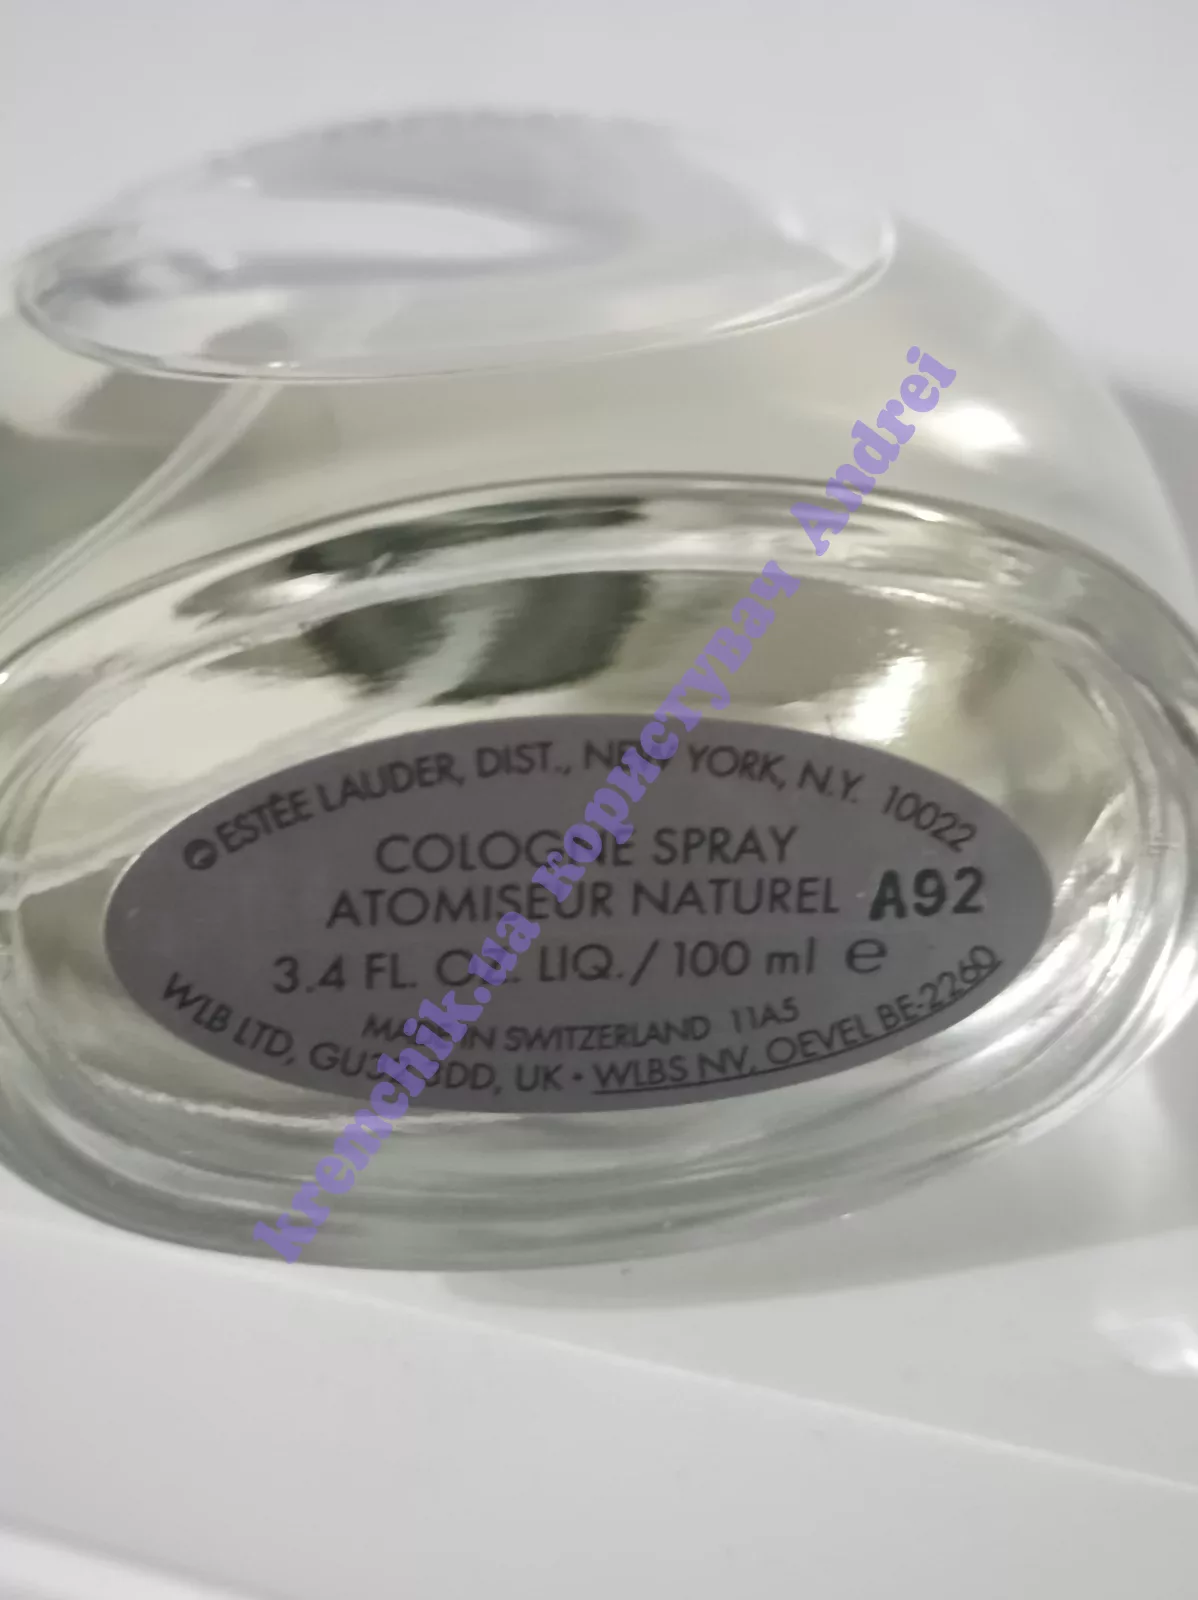 ESTÉE LAUDER, DIST., NEW YORK, N.Y. 10022
COLOGNE SPRAY
ATOMISEUR NATUREL A92
3.4 FL. OZ. LIQ./100 ml e
MADE IN SWITZERLAND 11A5
WLB LTD, 3DD, UK • WLBS NV, OEVEL BE-2260
kremchik.ua користувач Andrei